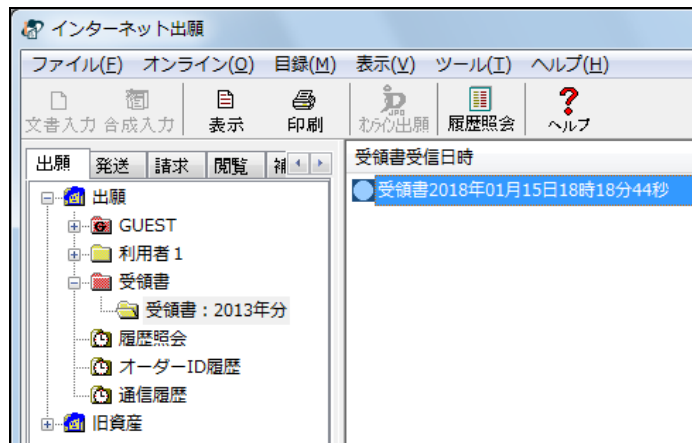 インターネット出願
ファイル(F) オンライン(O) 目録(M) 表示(V) ツール(T) ヘルプ(H)
文書入力 合成入力 表示 印刷 オンライン出願 履歴照会 ヘルプ
出願 発送 請求 閲覧
受領書受信日時
受領書2018年01月15日18時18分44秒
出願
GUEST
利用者1
受領書
受領書:2013年分
履歴照会
オーダーID履歴
通信履歴
旧資産